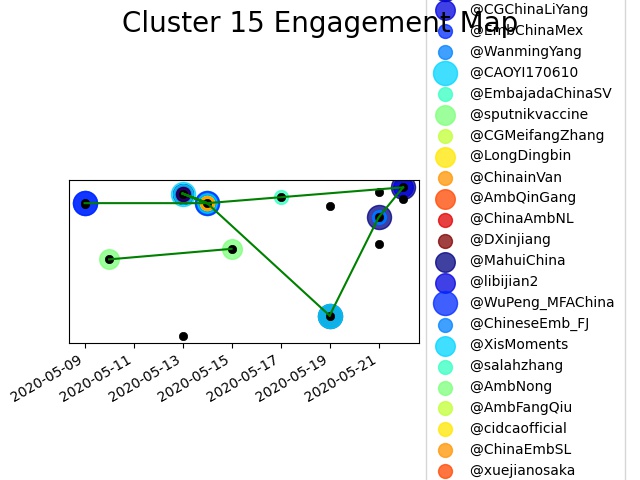 Cluster 15 Engagement Map
@CGChinaLiYang
@EmbChinaMex
@WanmingYang
@CAOYI170610
@EmbajadaChinaSV
@sputnikvaccine
@CGMeifangZhang
@LongDingbin
@ChinainVan
@AmbQinGang
@ChinaAmbNL
@DXinjiang
@MahuiChina
@libijian2
@WuPeng_MFAChina
@ChineseEmb_FJ
@XisMoments
@salahzhang
@AmbNong
@AmbFangQiu
@cidcaofficial
@ChinaEmbSL
@xuejianosaka
2020-05-09
2020-05-11
2020-05-13
2020-05-15
2020-05-17
2020-05-19
2020-05-21